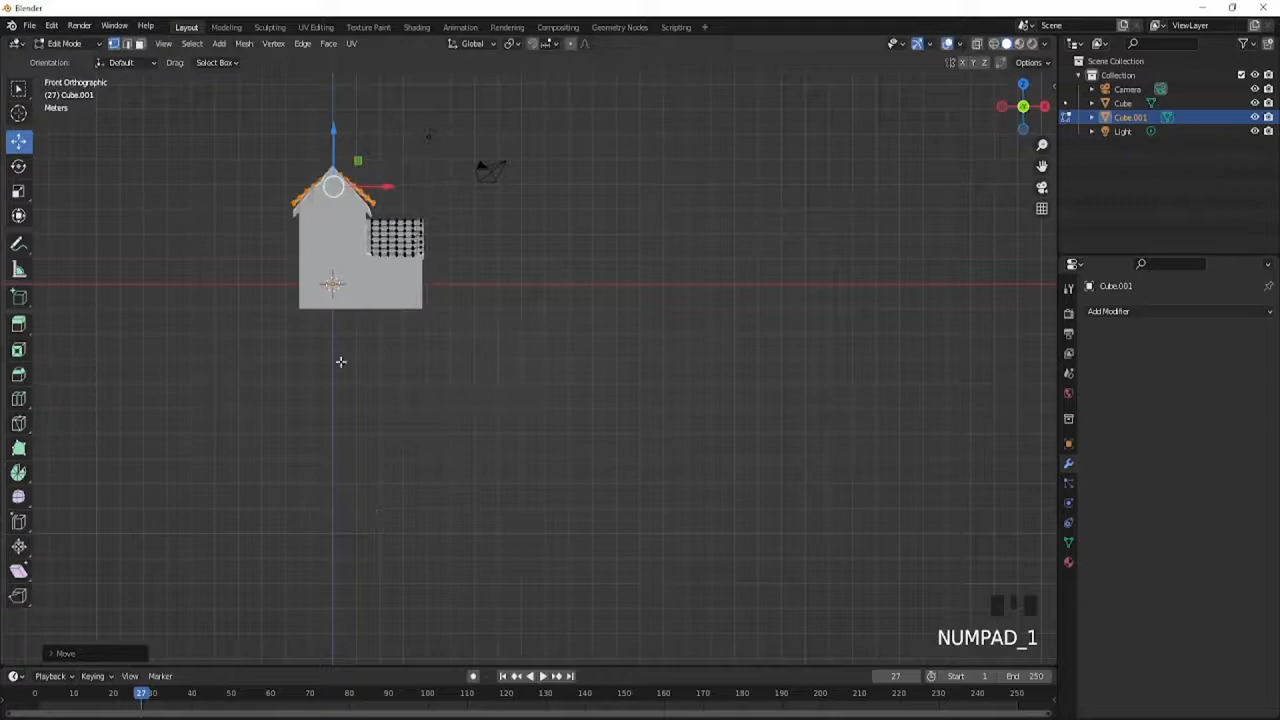 Blender
File Edit Render Window Help
Layout Modeling Sculpting UV Editing Texture Paint Shading Animation Rendering Compositing Geometry Nodes Scripting +
Scene
ViewLayer
Edit Mode View Select Add Mesh Vertex Edge Face UV
Global
Orientation: Default Drag: Select Box
X Y Z Options
Front Orthographic
(27) Cube.001
Meters
Z
X
Y
Scene Collection
Collection
Camera
Cube
Cube.001
Light
Cube.001
Add Modifier
NUMPAD_1
> Move
Playback Keying View Marker
27 Start 1 End 250
0 10 20 27 40 50 60 70 80 90 100 110 120 130 140 150 160 170 180 190 200 210 220 230 240 250